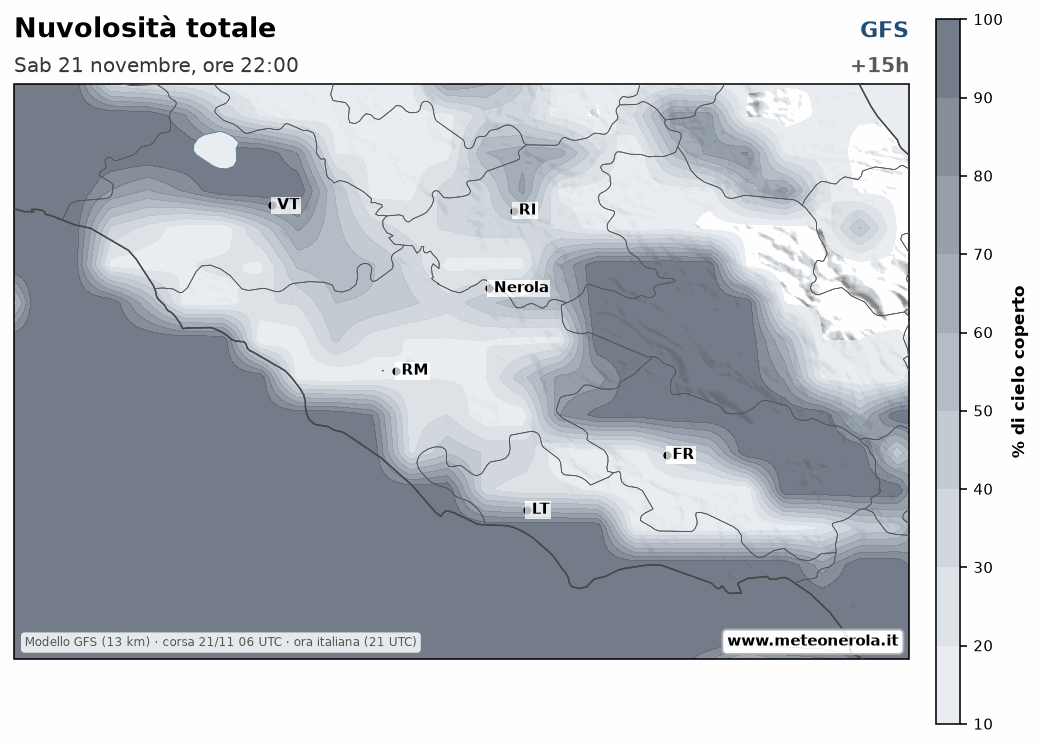 Nuvolosità totale
GFS
Sab 21 novembre, ore 22:00
+15h
100
90
80
70
60
50
40
30
20
10
% di cielo coperto
VT
RI
Nerola
RM
FR
LT
Modello GFS (13 km) · corsa 21/11 06 UTC · ora italiana (21 UTC)
www.meteonerola.it